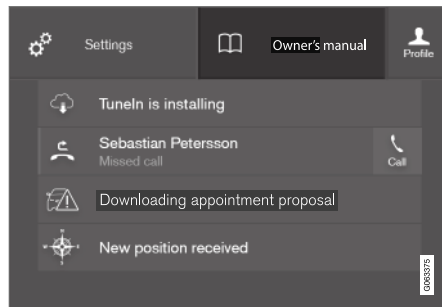 Settings
Owner's manual
Profile
TuneIn is installing
Sebastian Petersson
Missed call
Call
Downloading appointment proposal
New position received
G063375